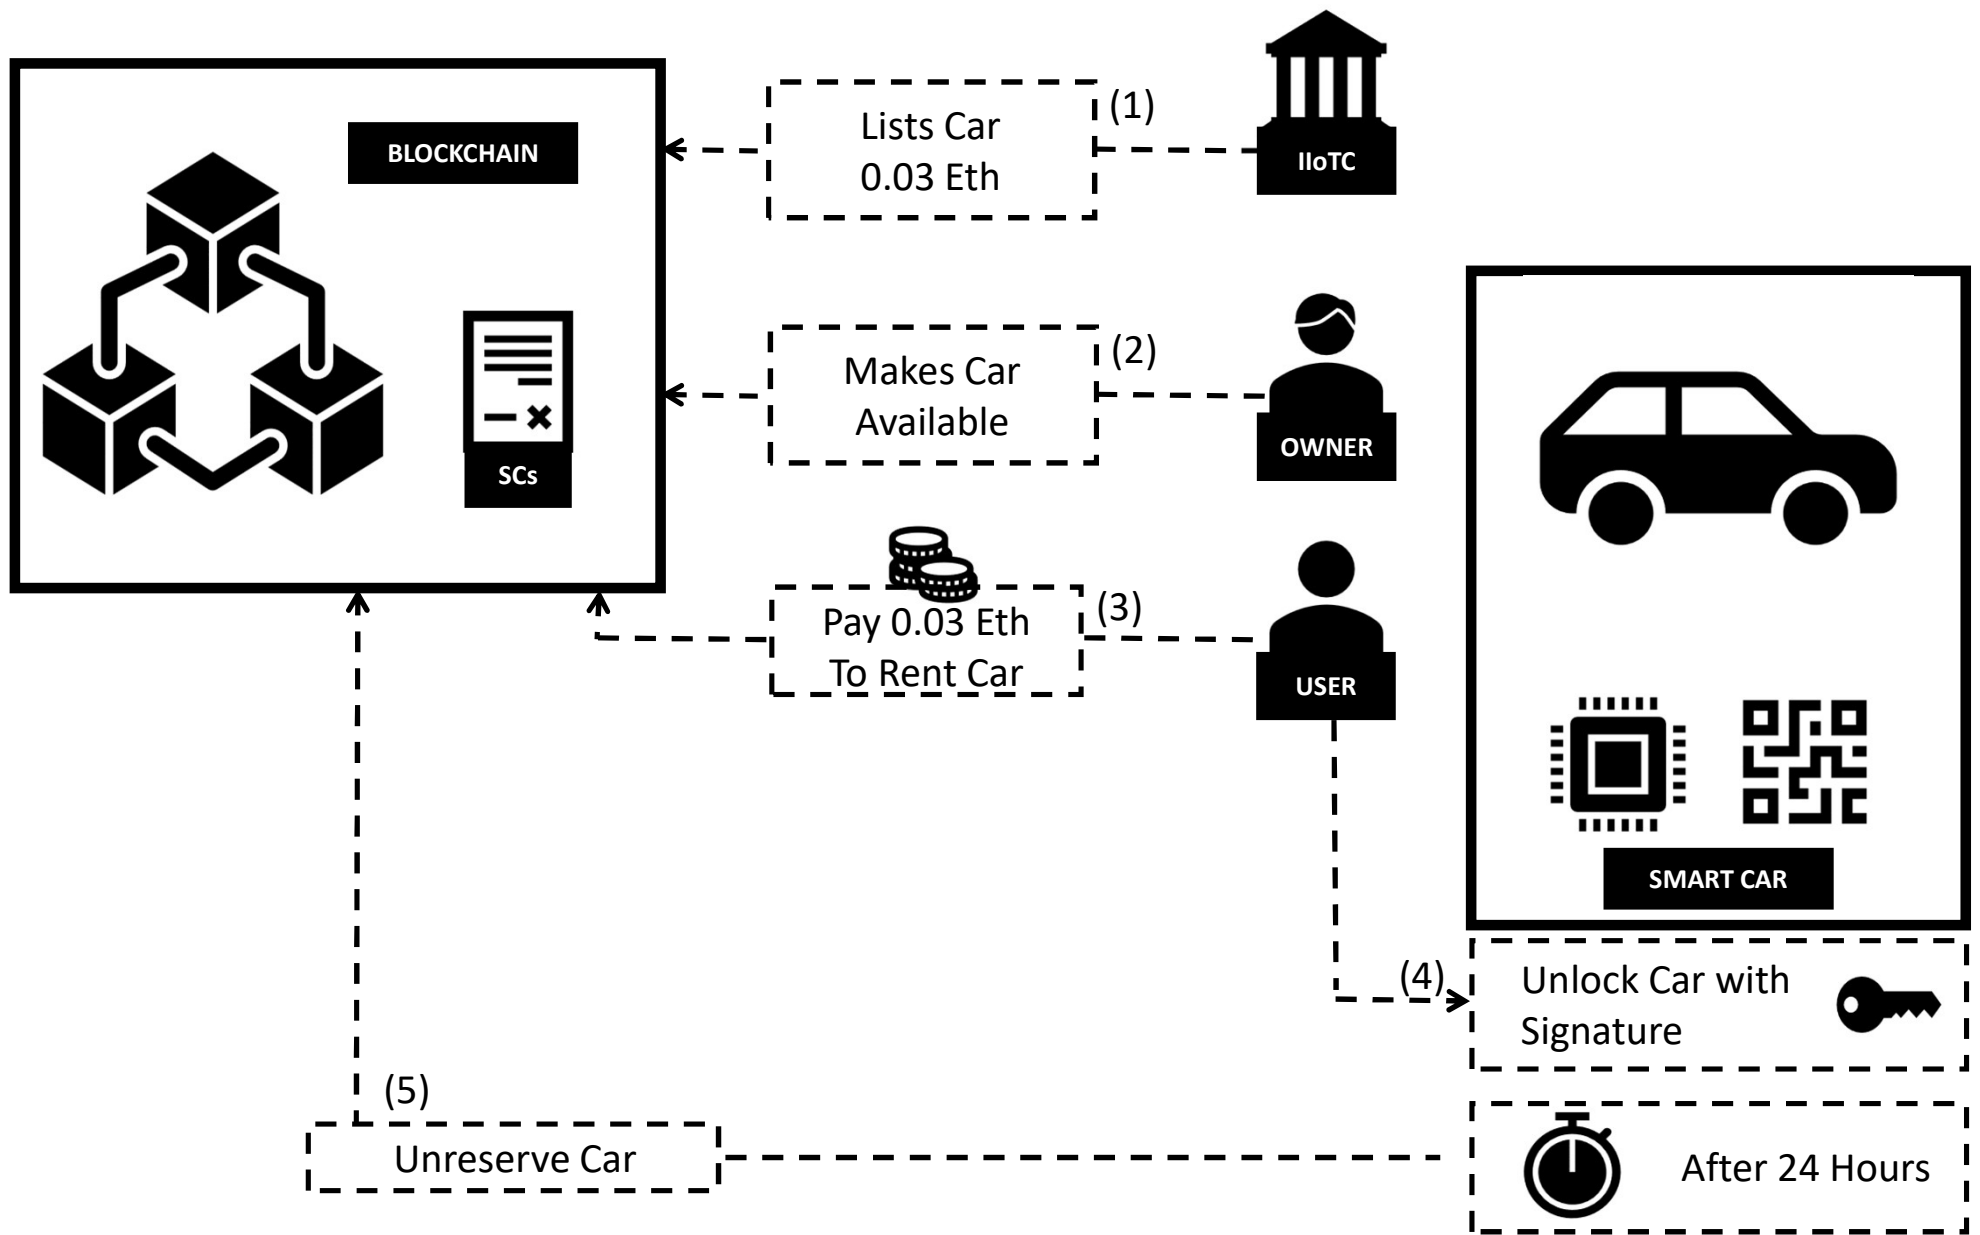 BLOCKCHAIN
SCs
Lists Car
0.03 Eth
(1)
IIoTC
Makes Car
Available
(2)
OWNER
Pay 0.03 Eth
To Rent Car
(3)
USER
SMART CAR
(4)
Unlock Car with
Signature
(5)
Unreserve Car
After 24 Hours